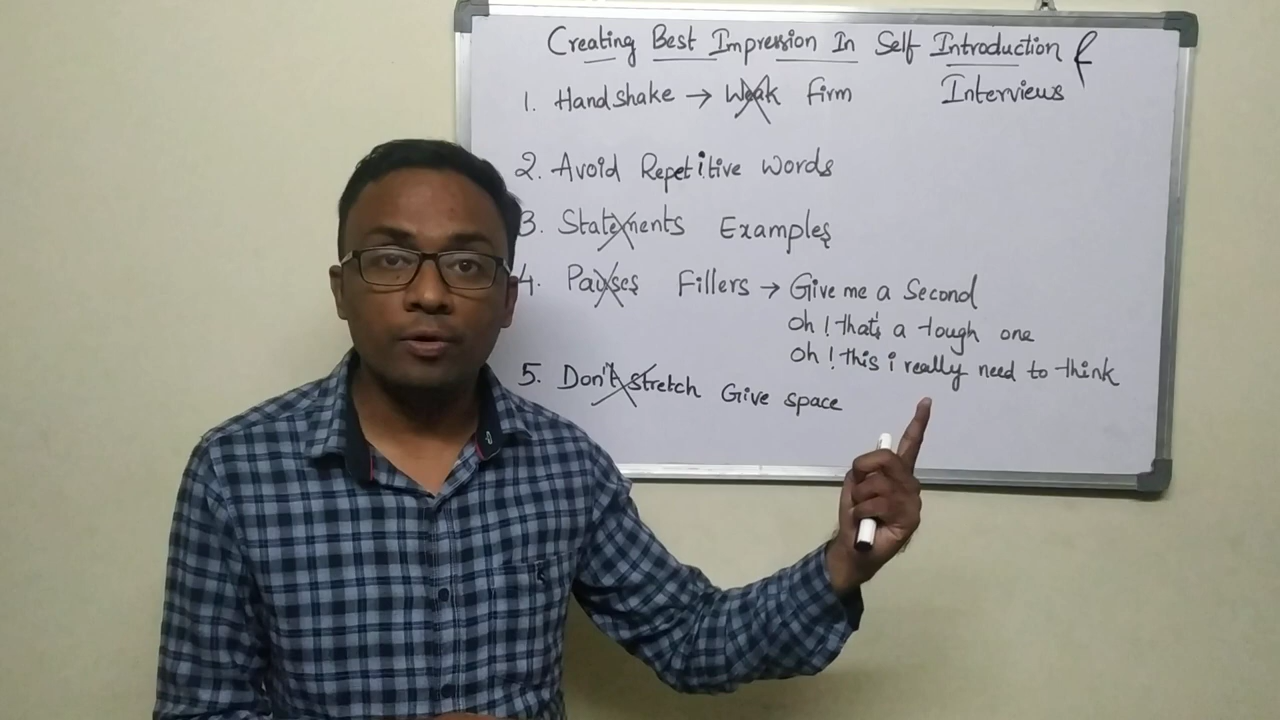 Creating Best Impression In Self Introduction &
Interviews
1. Handshake → Weak firm
2. Avoid Repetitive words
3. Statements Examples
4. Pauses Fillers → Give me a Second
Oh! that's a tough one
Oh! this i really need to think
5. Don't stretch Give space